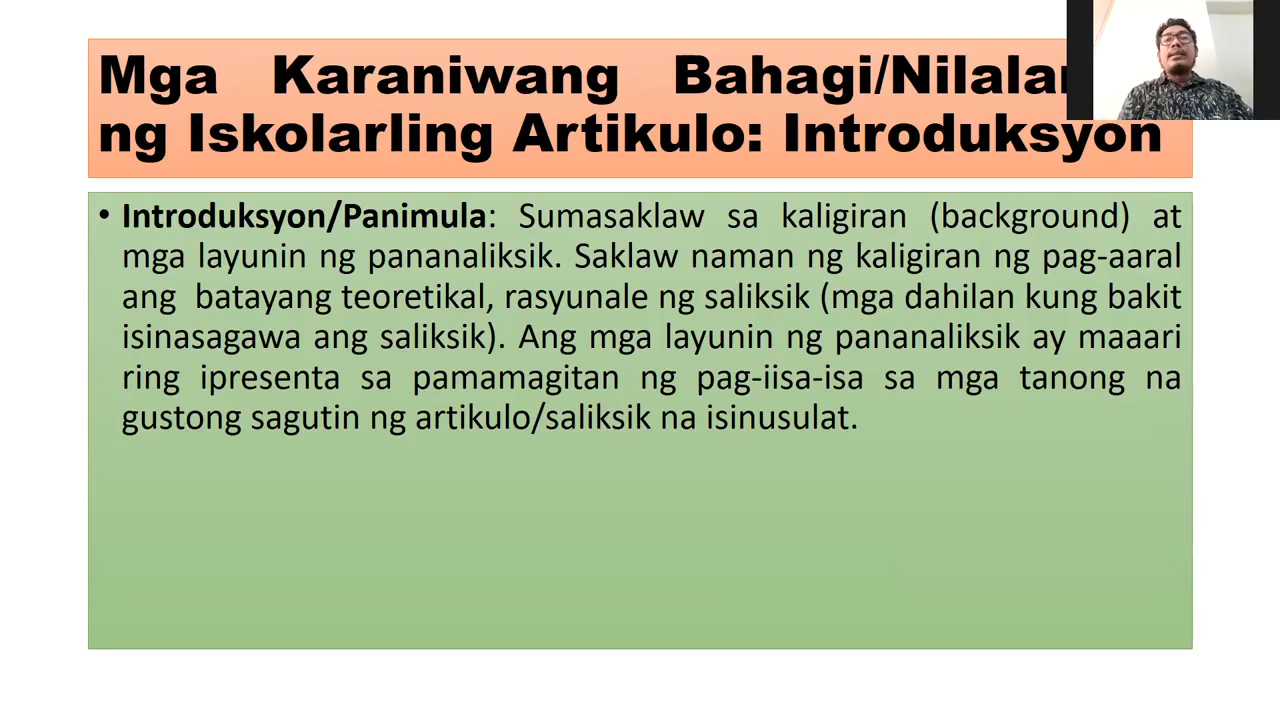 Mga Karaniwang Bahagi/Nilalam
ng Iskolarling Artikulo: Introduksyon
• Introduksyon/Panimula: Sumasaklaw sa kaligiran (background) at
mga layunin ng pananaliksik. Saklaw naman ng kaligiran ng pag-aaral
ang batayang teoretikal, rasyunale ng saliksik (mga dahilan kung bakit
isinasagawa ang saliksik). Ang mga layunin ng pananaliksik ay maaari
ring ipresenta sa pamamagitan ng pag-iisa-isa sa mga tanong na
gustong sagutin ng artikulo/saliksik na isinusulat.